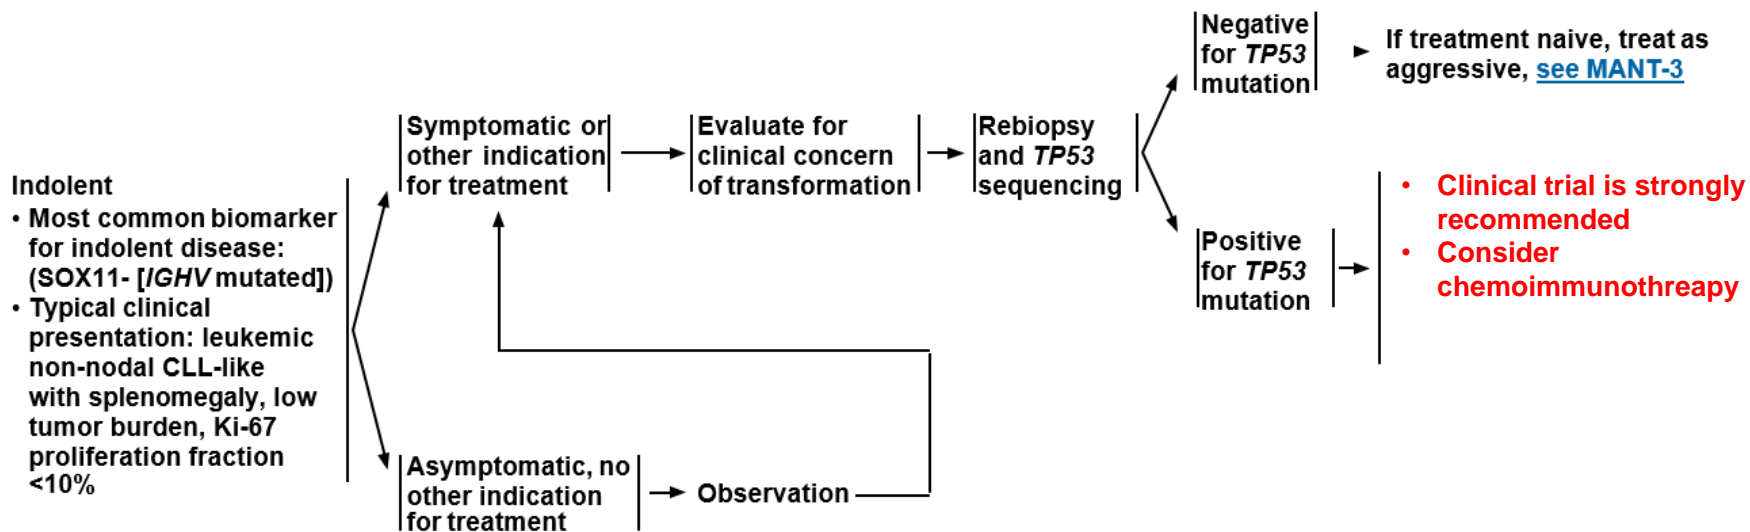 Indolent
• Most common biomarker
for indolent disease:
(SOX11- [IGHV mutated])
• Typical clinical
presentation: leukemic
non-nodal CLL-like
with splenomegaly, low
tumor burden, Ki-67
proliferation fraction
<10%
Symptomatic or
other indication
for treatment
Evaluate for
clinical concern
of transformation
Rebiopsy
and TP53
sequencing
Negative
for TP53
mutation
If treatment naive, treat as
aggressive, see MANT-3
Positive
for TP53
mutation
• Clinical trial is strongly
recommended
• Consider
chemoimmunothreapy
Asymptomatic, no
other indication
for treatment
Observation